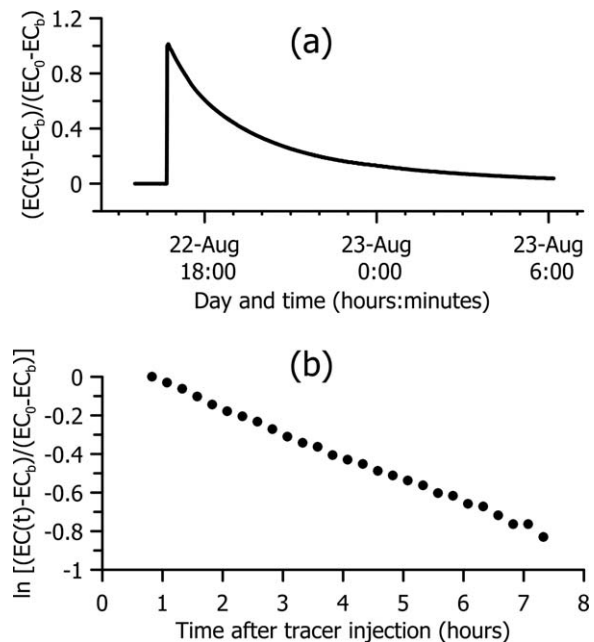 (a)
(EC(t)-EC_b)/(EC_0-EC_b)
1.2
0.8
0.4
0
22-Aug 23-Aug 23-Aug
18:00 0:00 6:00
Day and time (hours:minutes)
(b)
ln [(EC(t)-EC_b)/(EC_0-EC_b)]
0
-0.2
-0.4
-0.6
-0.8
-1
0 1 2 3 4 5 6 7 8
Time after tracer injection (hours)